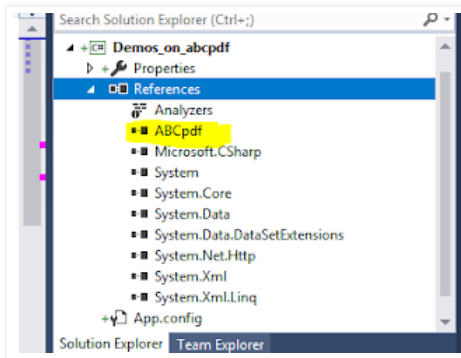 Search Solution Explorer (Ctrl+;)
C# Demos_on_abcpdf
Properties
References
Analyzers
ABCpdf
Microsoft.CSharp
System
System.Core
System.Data
System.Data.DataSetExtensions
System.Net.Http
System.Xml
System.Xml.Linq
App.config
Solution Explorer Team Explorer